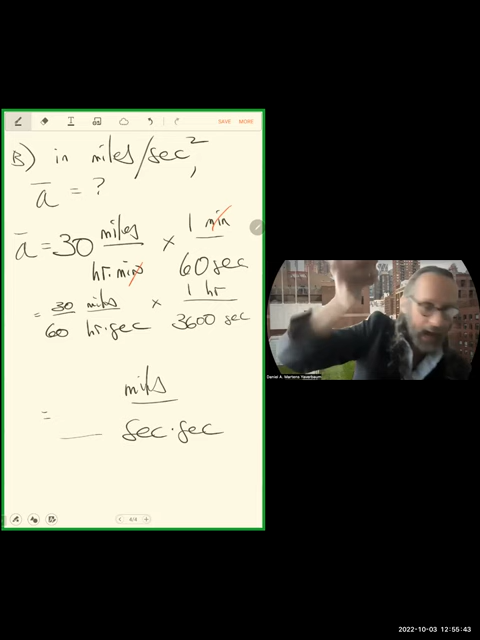 SAVE MORE
B) in miles/sec²,
a̅ = ?
a̅ = 30 miles/hr·min × 1 min/60 sec
= 30/60 miles/hr·sec × 1 hr/3600 sec
= __ miles/sec·sec
4/4
Daniel A. Martens Yaverbaum
2022-10-03 12:55:43